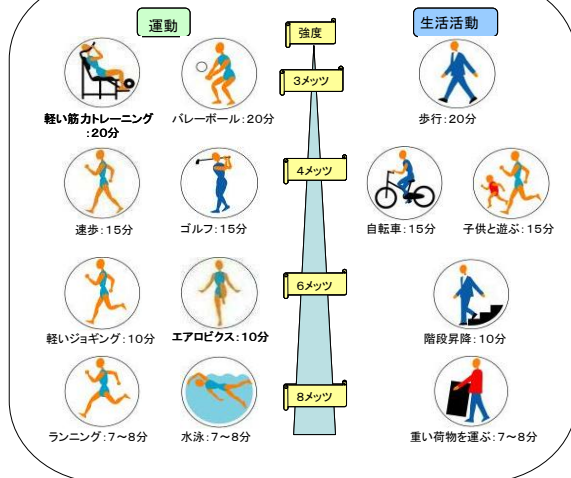 運動
強度
生活活動
3メッツ
軽い筋力トレーニング
:20分
バレーボール:20分
歩行:20分
4メッツ
速歩:15分
ゴルフ:15分
自転車:15分
子供と遊ぶ:15分
6メッツ
軽いジョギング:10分
エアロビクス:10分
階段昇降:10分
8メッツ
ランニング:7~8分
水泳:7~8分
重い荷物を運ぶ:7~8分